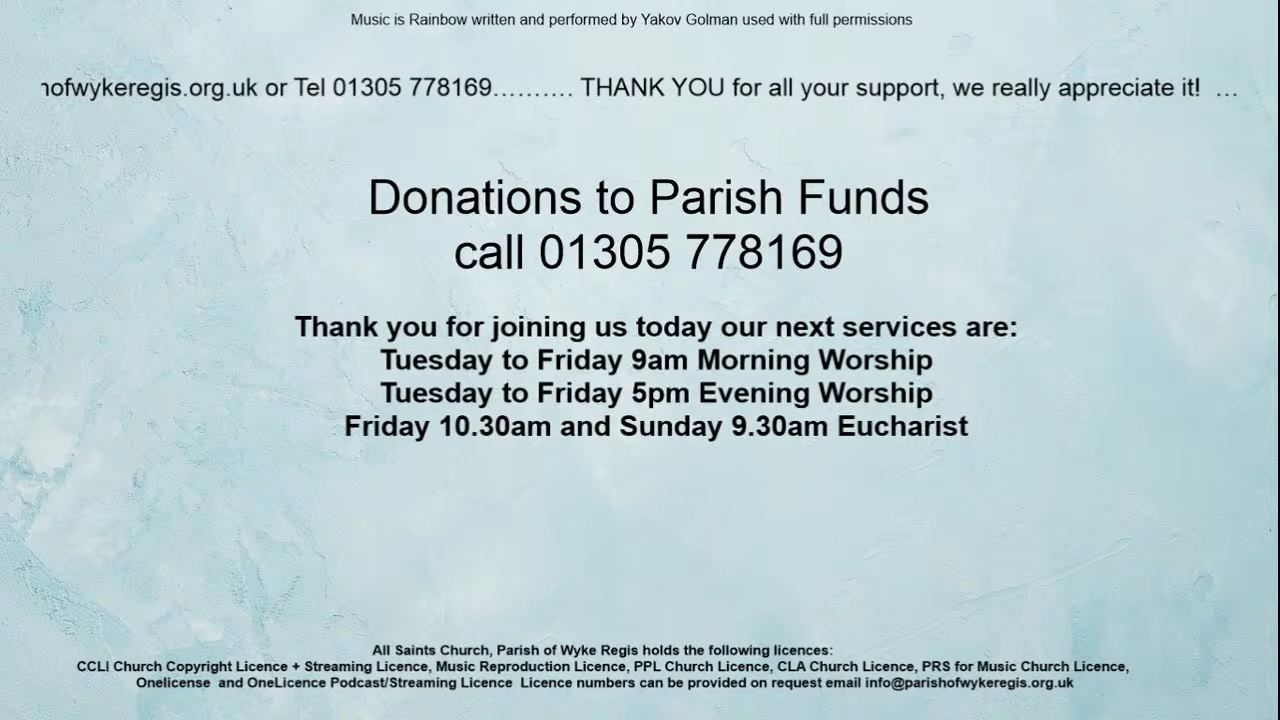 Music is Rainbow written and performed by Yakov Golman used with full permissions
hofwykeregis.org.uk or Tel 01305 778169.......... THANK YOU for all your support, we really appreciate it! ...
Donations to Parish Funds
call 01305 778169
Thank you for joining us today our next services are:
Tuesday to Friday 9am Morning Worship
Tuesday to Friday 5pm Evening Worship
Friday 10.30am and Sunday 9.30am Eucharist
All Saints Church, Parish of Wyke Regis holds the following licences:
CCLI Church Copyright Licence + Streaming Licence, Music Reproduction Licence, PPL Church Licence, CLA Church Licence, PRS for Music Church Licence,
Onelicense and OneLicence Podcast/Streaming Licence Licence numbers can be provided on request email info@parishofwykeregis.org.uk